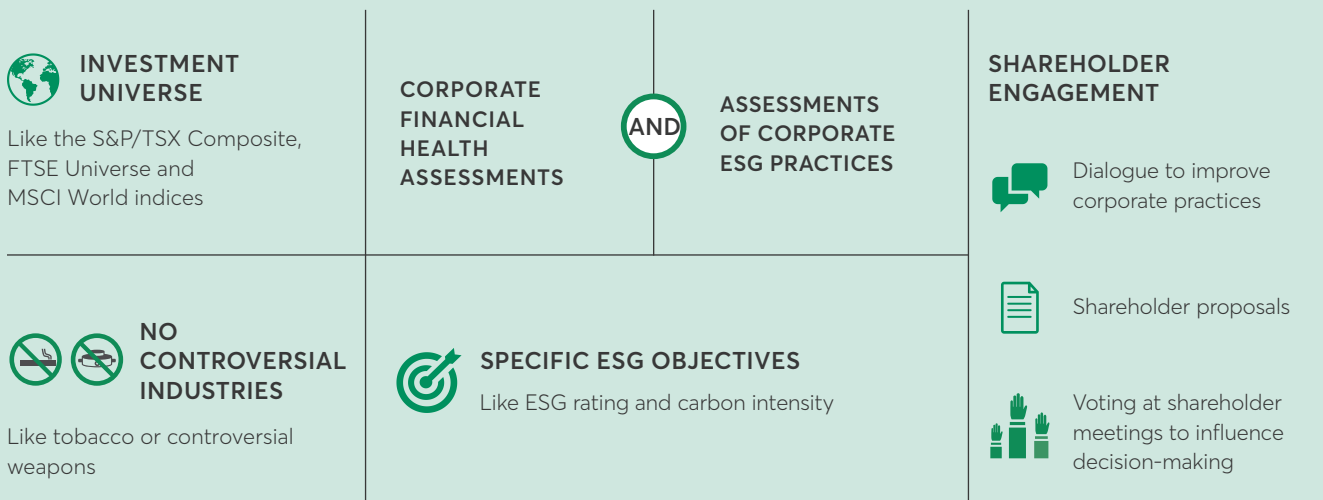 INVESTMENT
UNIVERSE
Like the S&P/TSX Composite,
FTSE Universe and
MSCI World indices
NO
CONTROVERSIAL
INDUSTRIES
Like tobacco or controversial
weapons
CORPORATE
FINANCIAL
HEALTH
ASSESSMENTS
AND
ASSESSMENTS
OF CORPORATE
ESG PRACTICES
SPECIFIC ESG OBJECTIVES
Like ESG rating and carbon intensity
SHAREHOLDER
ENGAGEMENT
Dialogue to improve
corporate practices
Shareholder proposals
Voting at shareholder
meetings to influence
decision-making